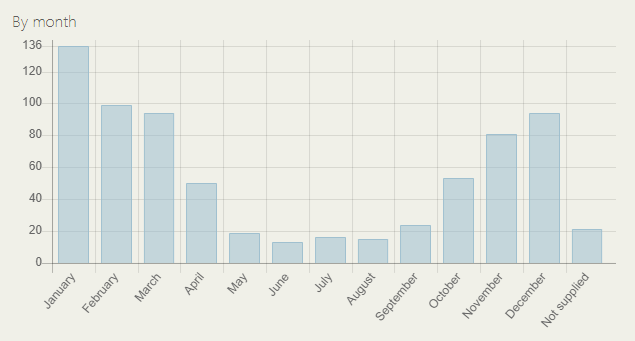 By month
136
120
100
80
60
40
20
0
January
February
March
April
May
June
July
August
September
October
November
December
Not supplied